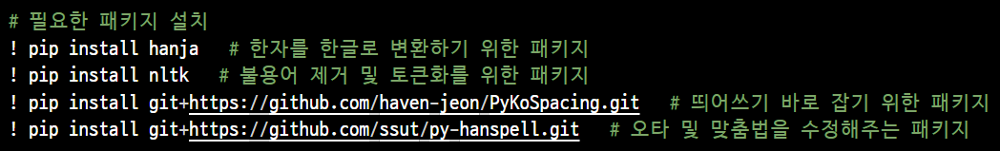 # 필요한 패키지 설치
! pip install hanja # 한자를 한글로 변환하기 위한 패키지
! pip install nltk # 불용어 제거 및 토큰화를 위한 패키지
! pip install git+https://github.com/haven-jeon/PyKoSpacing.git # 띄어쓰기 바로 잡기 위한 패키지
! pip install git+https://github.com/ssut/py-hanspell.git # 오타 및 맞춤법을 수정해주는 패키지